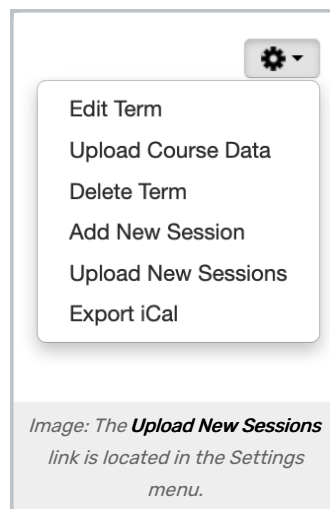 Edit Term
Upload Course Data
Delete Term
Add New Session
Upload New Sessions
Export iCal
Image: The Upload New Sessions
link is located in the Settings
menu.